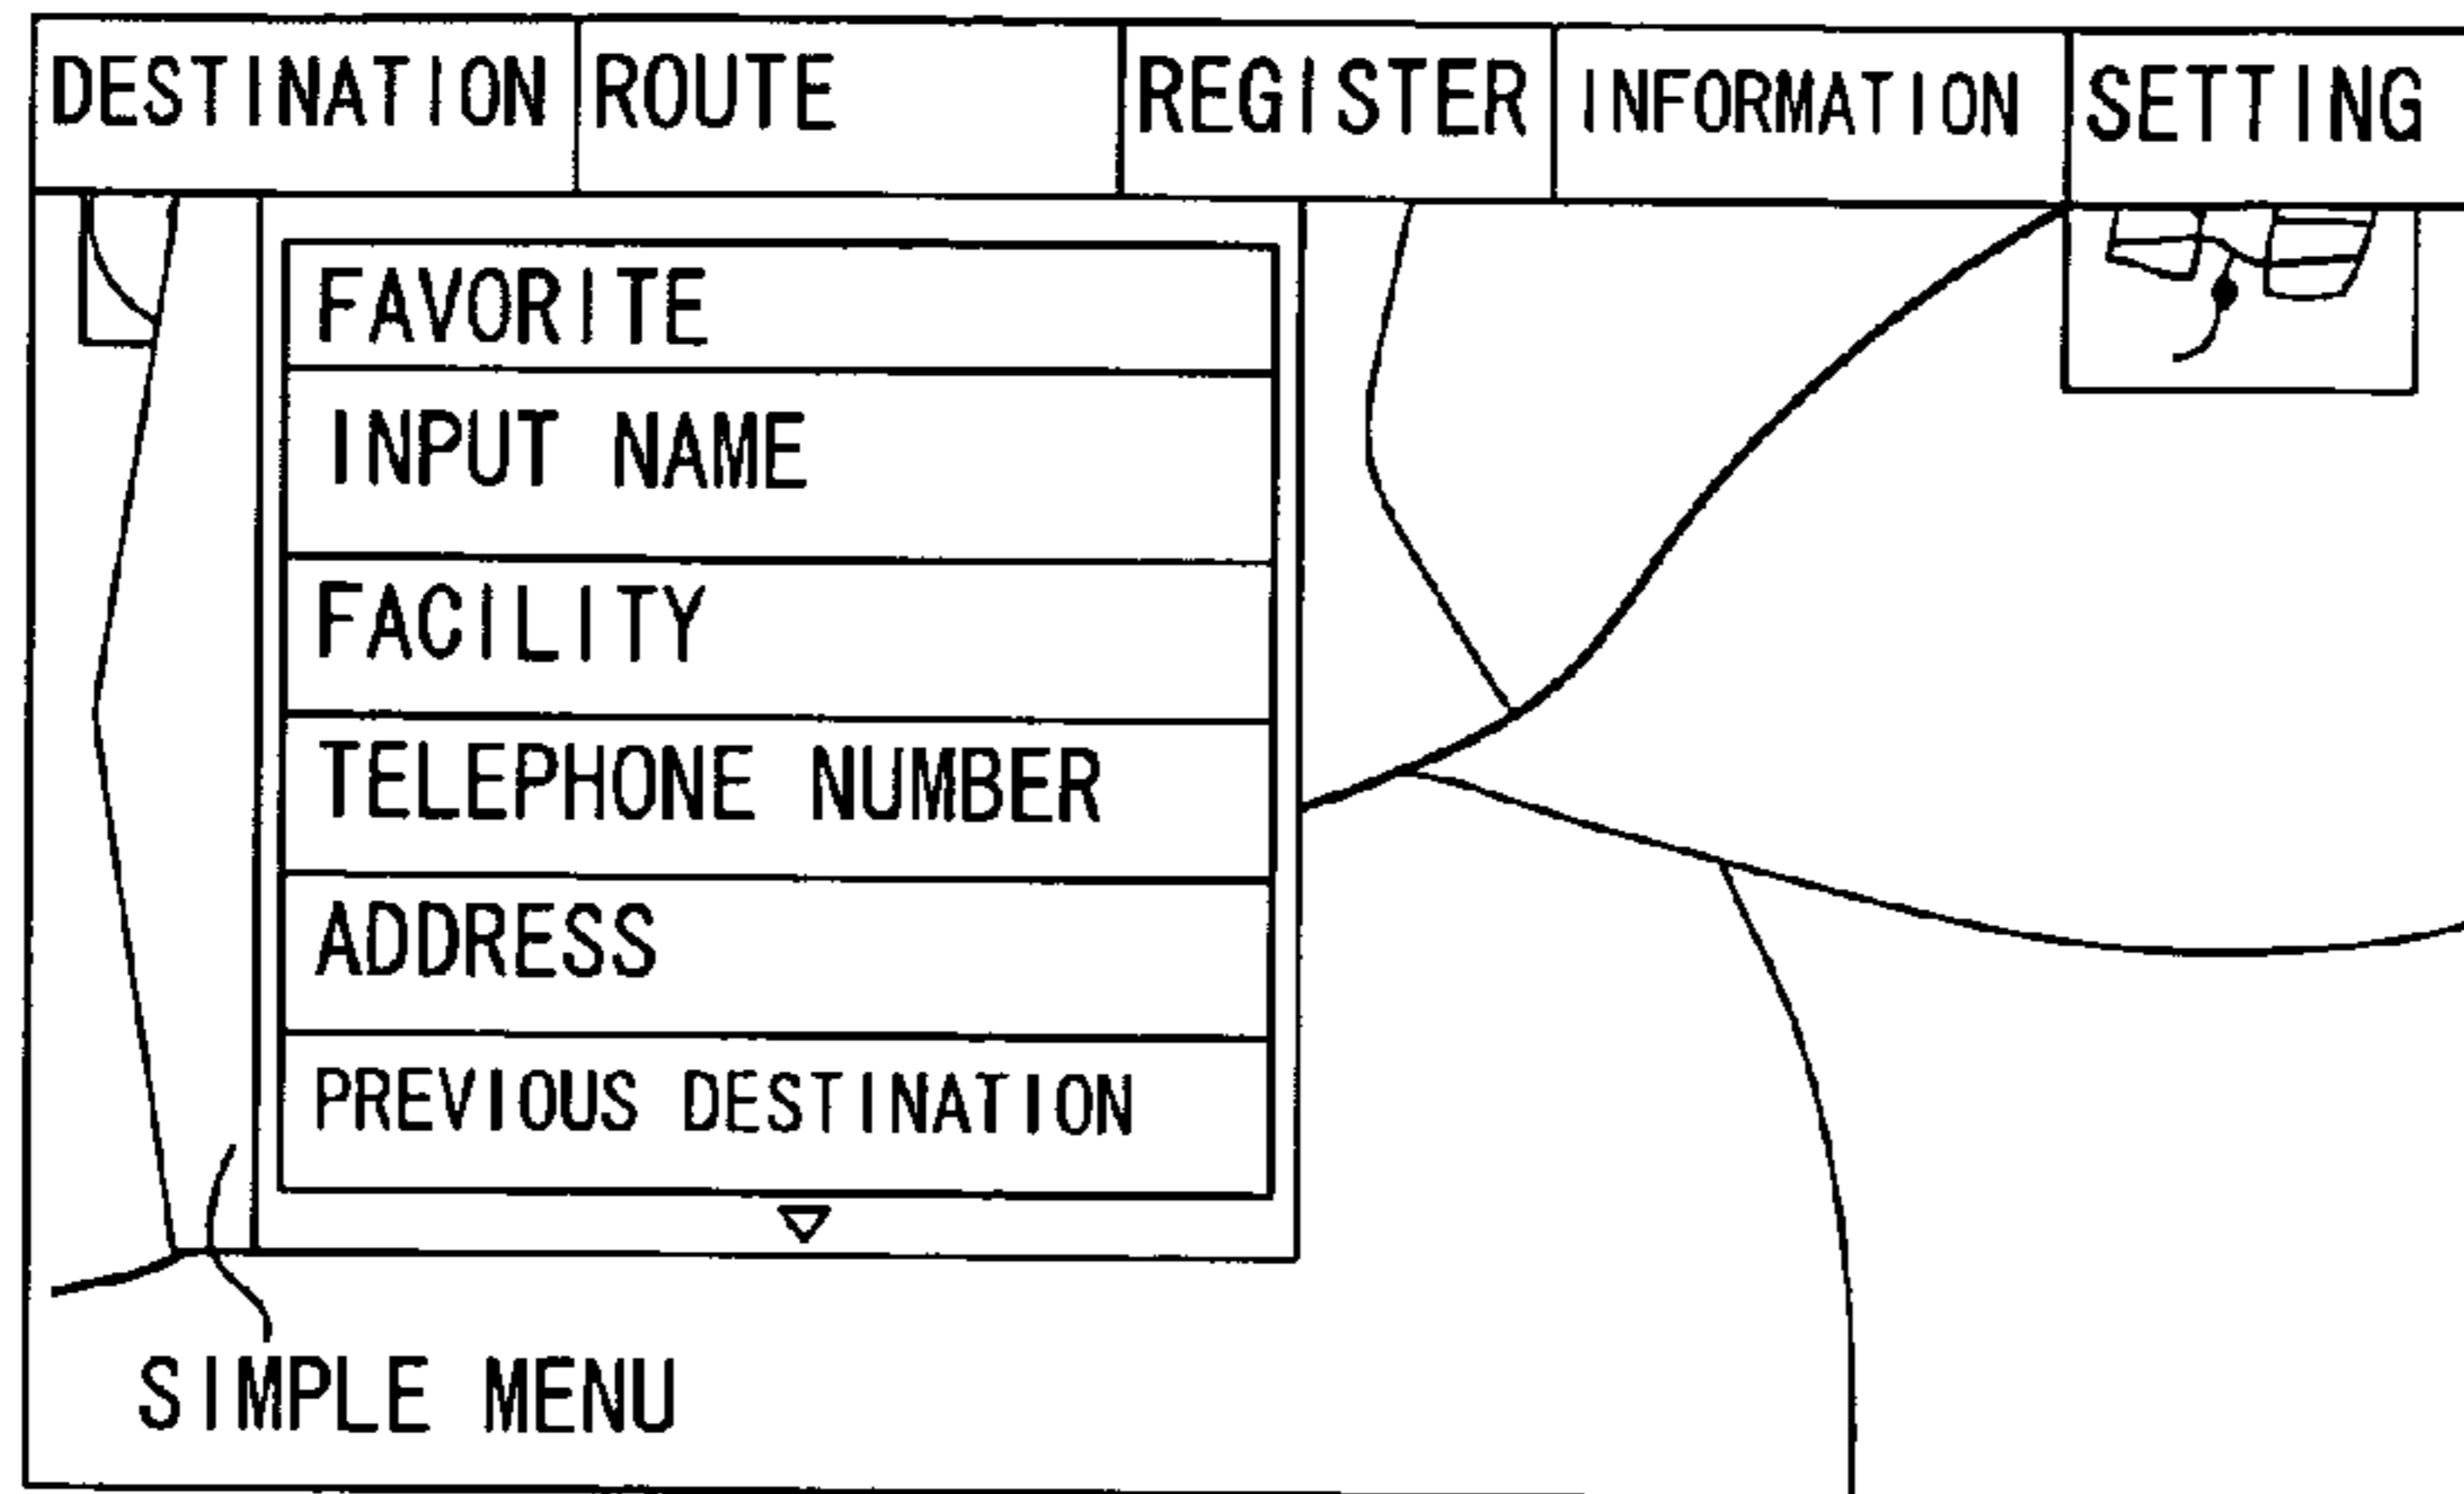 DESTINATION ROUTE REGISTER INFORMATION SETTING
FAVORITE
INPUT NAME
FACILITY
TELEPHONE NUMBER
ADDRESS
PREVIOUS DESTINATION
SIMPLE MENU